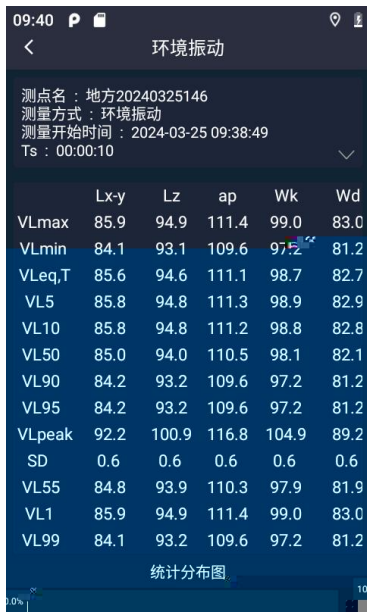 09:40
环境振动
测点名 : 地方20240325146
测量方式 : 环境振动
测量开始时间 : 2024-03-25 09:38:49
Ts : 00:00:10
Lx-y Lz ap Wk Wd
VLmax 85.9 94.9 111.4 99.0 83.0
VLmin 84.1 93.1 109.6 97.2 81.2
VLeq,T 85.6 94.6 111.1 98.7 82.7
VL5 85.8 94.8 111.3 98.9 82.9
VL10 85.8 94.8 111.2 98.8 82.8
VL50 85.0 94.0 110.5 98.1 82.1
VL90 84.2 93.2 109.6 97.2 81.2
VL95 84.2 93.2 109.6 97.2 81.2
VLpeak 92.2 100.9 116.8 104.9 89.2
SD 0.6 0.6 0.6 0.6 0.6
VL55 84.8 93.9 110.3 97.9 81.9
VL1 85.9 94.9 111.4 99.0 83.0
VL99 84.1 93.2 109.6 97.2 81.2
统计分布图